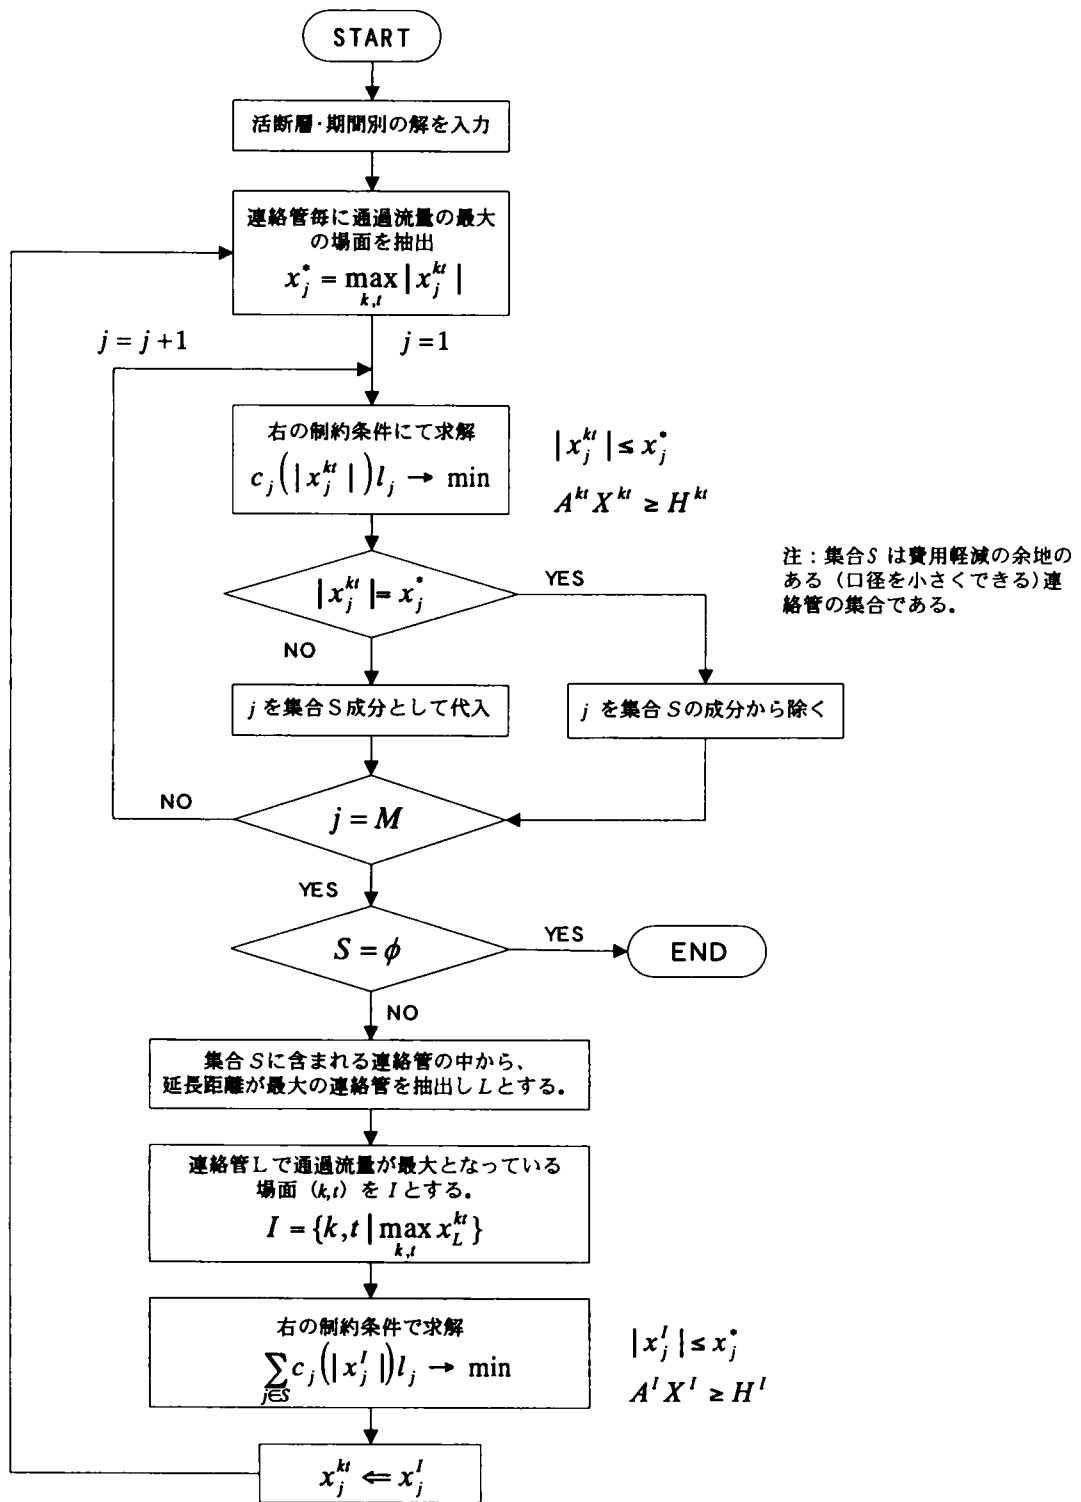 START
活断層・期間別の解を入力
連絡管毎に通過流量の最大
の場面を抽出
x_j^* = max_{k,t} | x_j^{kt} |
j = j+1
j =1
右の制約条件にて求解
c_j ( | x_j^{kt} | ) l_j → min
| x_j^{kt} | ≤ x_j^*
A^{kt} X^{kt} ≥ H^{kt}
注：集合S は費用軽減の余地の
ある（口径を小さくできる）連
絡管の集合である。
| x_j^{kt} |= x_j^*
YES
NO
j を集合S成分として代入
j を集合Sの成分から除く
NO
j = M
YES
S = ϕ
YES
END
NO
集合Sに含まれる連絡管の中から、
延長距離が最大の連絡管を抽出しLとする。
連絡管Lで通過流量が最大となっている
場面（k,t）を I とする。
I = {k,t | max_{k,t} x_L^{kt}}
右の制約条件で求解
∑_{j∈S} c_j ( | x_j^I | ) l_j → min
| x_j^I | ≤ x_j^*
A^I X^I ≥ H^I
x_j^{kt} ⇐ x_j^I